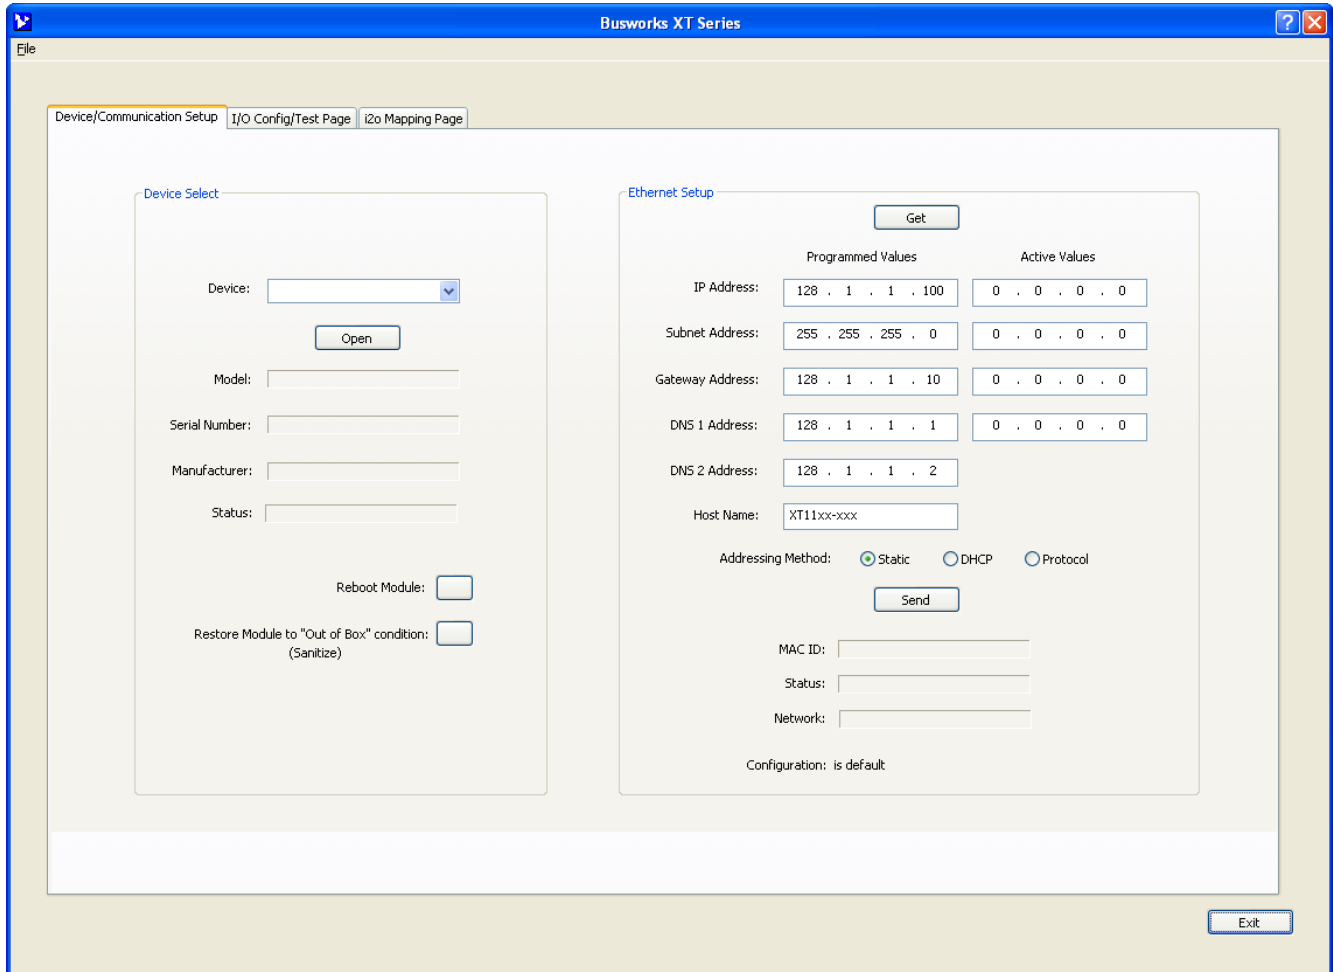 Busworks XT Series
File
Device/Communication Setup I/O Config/Test Page i2o Mapping Page
Device Select
Device:
Open
Model:
Serial Number:
Manufacturer:
Status:
Reboot Module:
Restore Module to "Out of Box" condition:
(Sanitize)
Ethernet Setup
Get
Programmed Values Active Values
IP Address: 128 . 1 . 1 . 100 0 . 0 . 0 . 0
Subnet Address: 255 . 255 . 255 . 0 0 . 0 . 0 . 0
Gateway Address: 128 . 1 . 1 . 10 0 . 0 . 0 . 0
DNS 1 Address: 128 . 1 . 1 . 1 0 . 0 . 0 . 0
DNS 2 Address: 128 . 1 . 1 . 2
Host Name: XT11xx-xxx
Addressing Method: Static DHCP Protocol
Send
MAC ID:
Status:
Network:
Configuration: is default
Exit